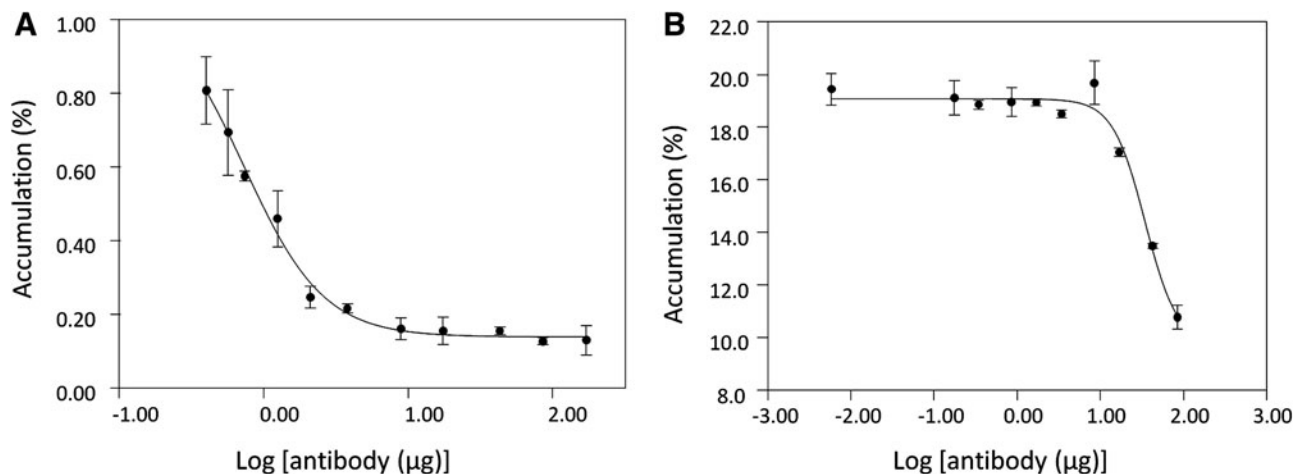 A
1.00
0.80
0.60
0.40
0.20
0.00
Accumulation (%)
-1.00 0.00 1.00 2.00
Log [antibody (µg)]
B
22.0
20.0
18.0
16.0
14.0
12.0
10.0
8.0
Accumulation (%)
-3.00 -2.00 -1.00 0.00 1.00 2.00 3.00
Log [antibody (µg)]